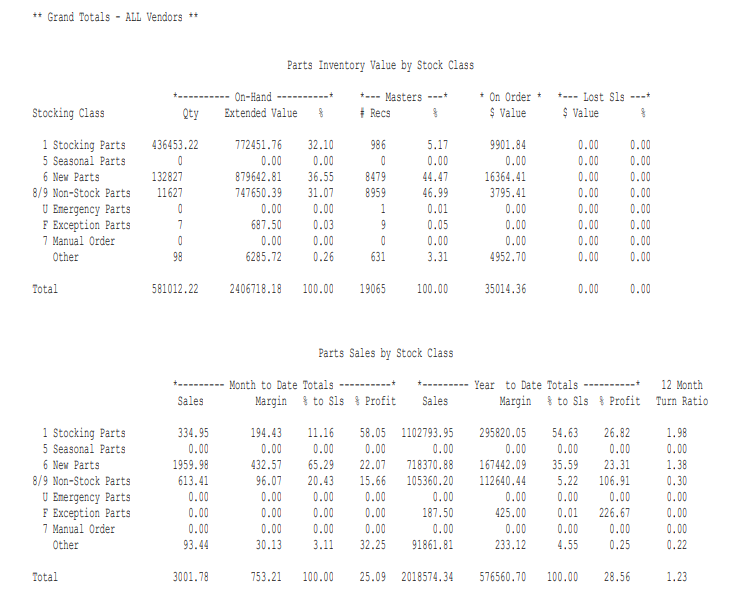 ** Grand Totals - ALL Vendors **
Parts Inventory Value by Stock Class
*---------- On-Hand ----------* *--- Masters ---* * On Order * *--- Lost Sls ---*
Stocking Class Qty Extended Value % # Recs % $ Value $ Value %
1 Stocking Parts 436453.22 772451.76 32.10 986 5.17 9901.84 0.00 0.00
5 Seasonal Parts 0 0.00 0.00 0 0.00 0.00 0.00 0.00
6 New Parts 132827 879642.81 36.55 8479 44.47 16364.41 0.00 0.00
8/9 Non-Stock Parts 11627 747650.39 31.07 8959 46.99 3795.41 0.00 0.00
U Emergency Parts 0 0.00 0.00 1 0.01 0.00 0.00 0.00
F Exception Parts 7 687.50 0.03 9 0.05 0.00 0.00 0.00
7 Manual Order 0 0.00 0.00 0 0.00 0.00 0.00 0.00
Other 98 6285.72 0.26 631 3.31 4952.70 0.00 0.00
Total 581012.22 2406718.18 100.00 19065 100.00 35014.36 0.00 0.00
Parts Sales by Stock Class
*--------- Month to Date Totals ----------* *--------- Year to Date Totals ----------* 12 Month
Sales Margin % to Sls % Profit Sales Margin % to Sls % Profit Turn Ratio
1 Stocking Parts 334.95 194.43 11.16 58.05 1102793.95 295820.05 54.63 26.82 1.98
5 Seasonal Parts 0.00 0.00 0.00 0.00 0.00 0.00 0.00 0.00 0.00
6 New Parts 1959.98 432.57 65.29 22.07 718370.88 167442.09 35.59 23.31 1.38
8/9 Non-Stock Parts 613.41 96.07 20.43 15.66 105360.20 112640.44 5.22 106.91 0.30
U Emergency Parts 0.00 0.00 0.00 0.00 0.00 0.00 0.00 0.00 0.00
F Exception Parts 0.00 0.00 0.00 0.00 187.50 425.00 0.01 226.67 0.00
7 Manual Order 0.00 0.00 0.00 0.00 0.00 0.00 0.00 0.00 0.00
Other 93.44 30.13 3.11 32.25 91861.81 233.12 4.55 0.25 0.22
Total 3001.78 753.21 100.00 25.09 2018574.34 576560.70 100.00 28.56 1.23